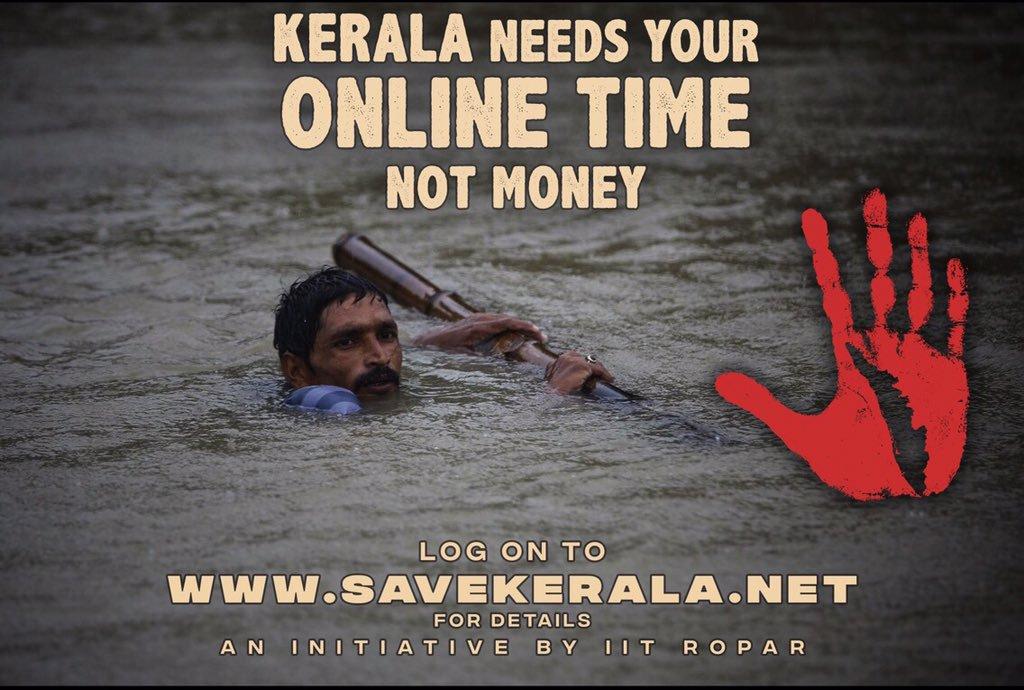 KERALA NEEDS YOUR
ONLINE TIME
NOT MONEY
LOG ON TO
WWW.SAVEKERALA.NET
FOR DETAILS
AN INITIATIVE BY IIT ROPAR